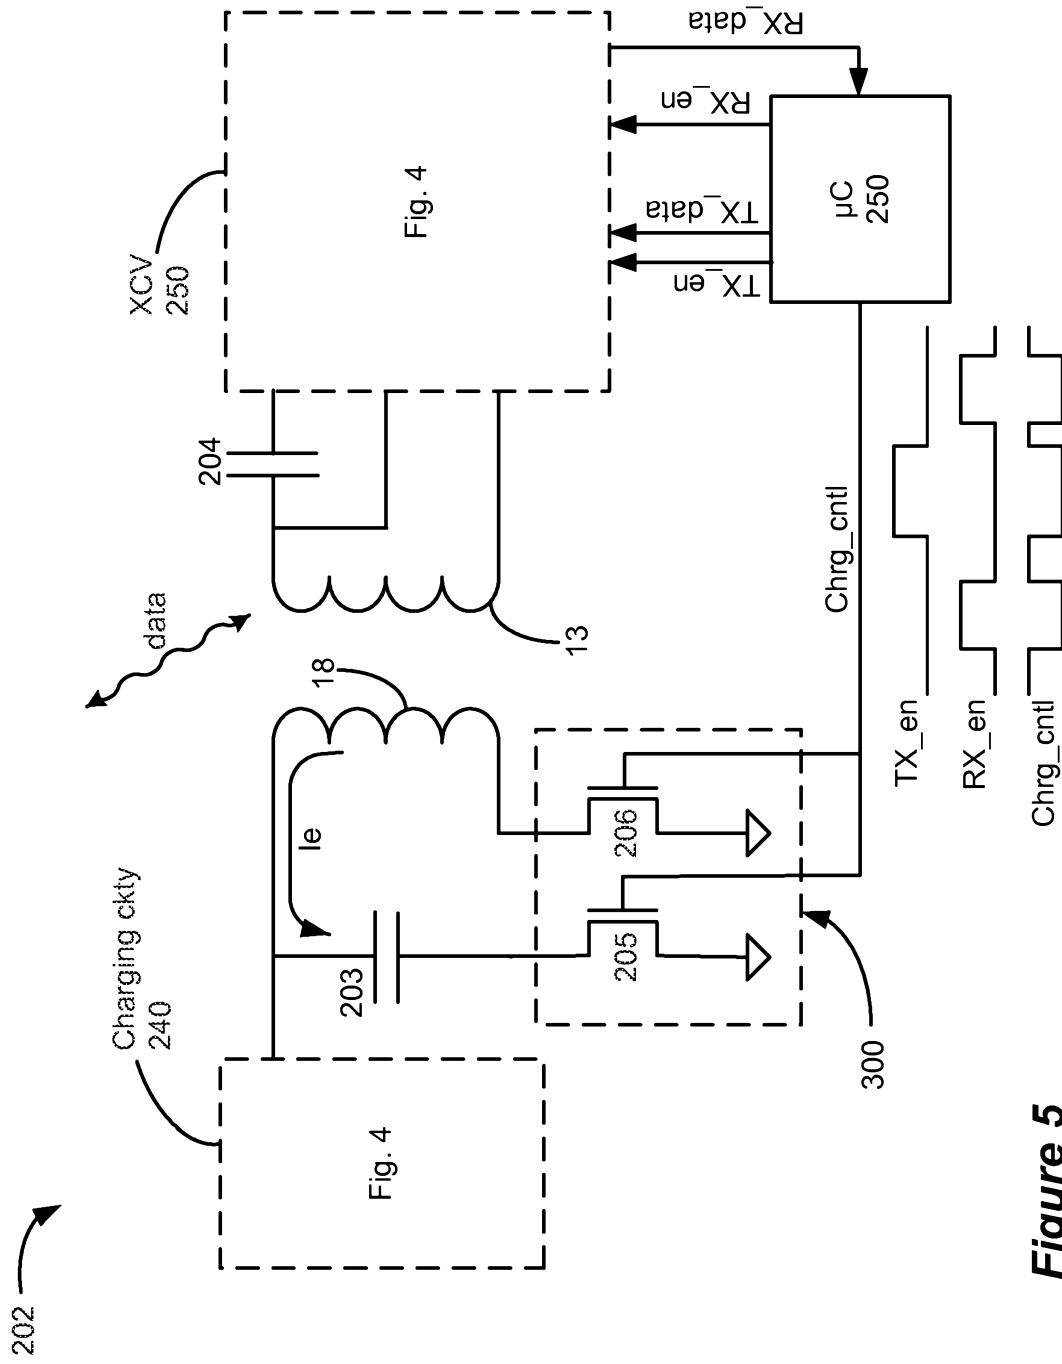 202
Charging ckty
240
Fig. 4
Ie
203
18
data
13
204
XCV
250
Fig. 4
205
206
300
TX_en
TX_data
RX_en
RX_data
µC
250
Chrg_cntl
TX_en
RX_en
Chrg_cntl
Figure 5